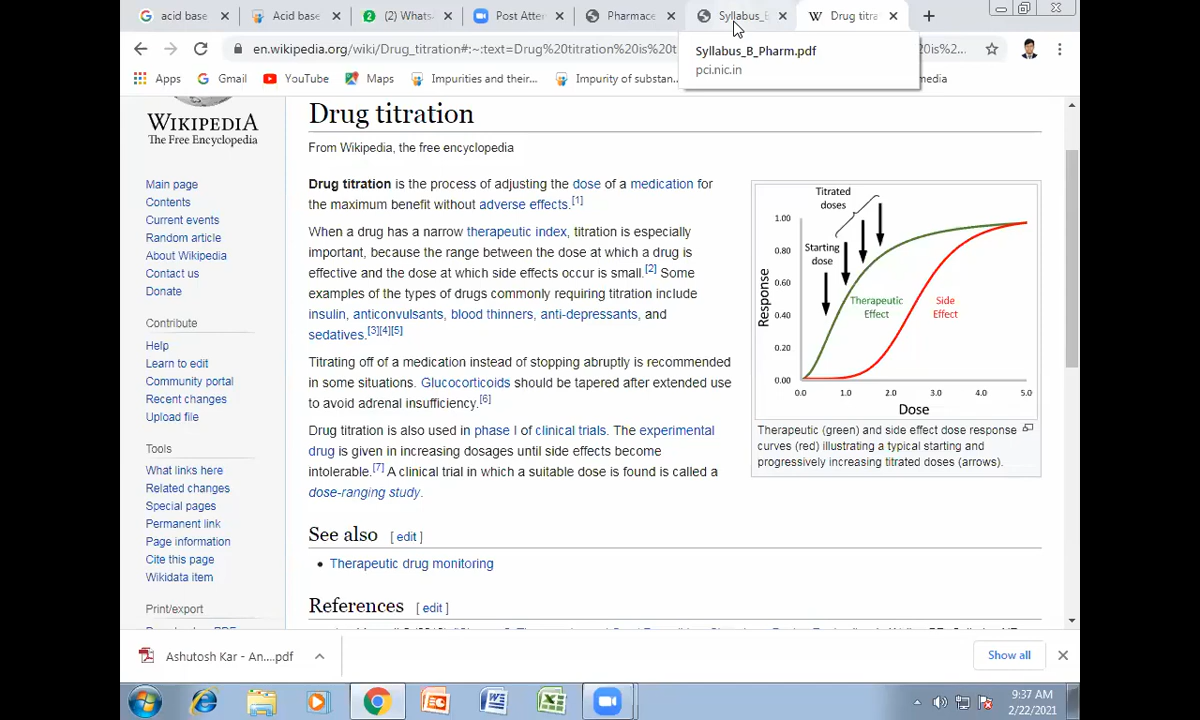 acid base
Acid base
(2) Whats
Post Atter
Pharmace
Syllabus_
Drug titra
en.wikipedia.org/wiki/Drug_titration#:~:text=Drug%20titration%20is%20t
20is%...
Syllabus_B_Pharm.pdf
pci.nic.in
Apps
Gmail
YouTube
Maps
Impurities and their...
Impurity of substan...
media
WIKIPEDIA
The Free Encyclopedia
Main page
Contents
Current events
Random article
About Wikipedia
Contact us
Donate
Contribute
Help
Learn to edit
Community portal
Recent changes
Upload file
Tools
What links here
Related changes
Special pages
Permanent link
Page information
Cite this page
Wikidata item
Print/export
Drug titration
From Wikipedia, the free encyclopedia
Drug titration is the process of adjusting the dose of a medication for
the maximum benefit without adverse effects.[1]
When a drug has a narrow therapeutic index, titration is especially
important, because the range between the dose at which a drug is
effective and the dose at which side effects occur is small.[2] Some
examples of the types of drugs commonly requiring titration include
insulin, anticonvulsants, blood thinners, anti-depressants, and
sedatives.[3][4][5]
Titrating off of a medication instead of stopping abruptly is recommended
in some situations. Glucocorticoids should be tapered after extended use
to avoid adrenal insufficiency.[6]
Drug titration is also used in phase I of clinical trials. The experimental
drug is given in increasing dosages until side effects become
intolerable.[7] A clinical trial in which a suitable dose is found is called a
dose-ranging study.
See also [ edit ]
Therapeutic drug monitoring
References [ edit ]
Titrated
doses
Starting
dose
Response
1.00
0.80
0.60
0.40
0.20
0.00
Therapeutic
Effect
Side
Effect
0.0 1.0 2.0 3.0 4.0 5.0
Dose
Therapeutic (green) and side effect dose response
curves (red) illustrating a typical starting and
progressively increasing titrated doses (arrows).
Ashutosh Kar - An....pdf
Show all
9:37 AM
2/22/2021